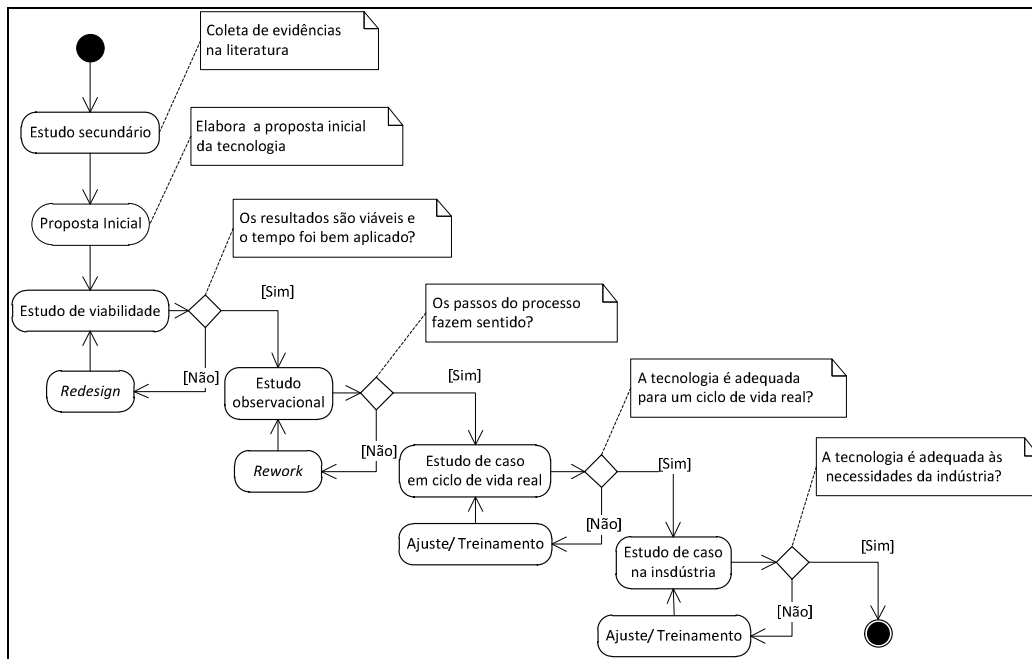 Coleta de evidências
na literatura
Estudo secundário
Elabora a proposta inicial
da tecnologia
Proposta Inicial
Os resultados são viáveis e
o tempo foi bem aplicado?
Estudo de viabilidade
[Sim]
[Não]
Redesign
Os passos do processo
fazem sentido?
Estudo
observacional
[Sim]
[Não]
Rework
A tecnologia é adequada
para um ciclo de vida real?
Estudo de caso
em ciclo de vida real
[Sim]
[Não]
Ajuste/ Treinamento
A tecnologia é adequada às
necessidades da indústria?
Estudo de caso
na insdústria
[Sim]
[Não]
Ajuste/ Treinamento